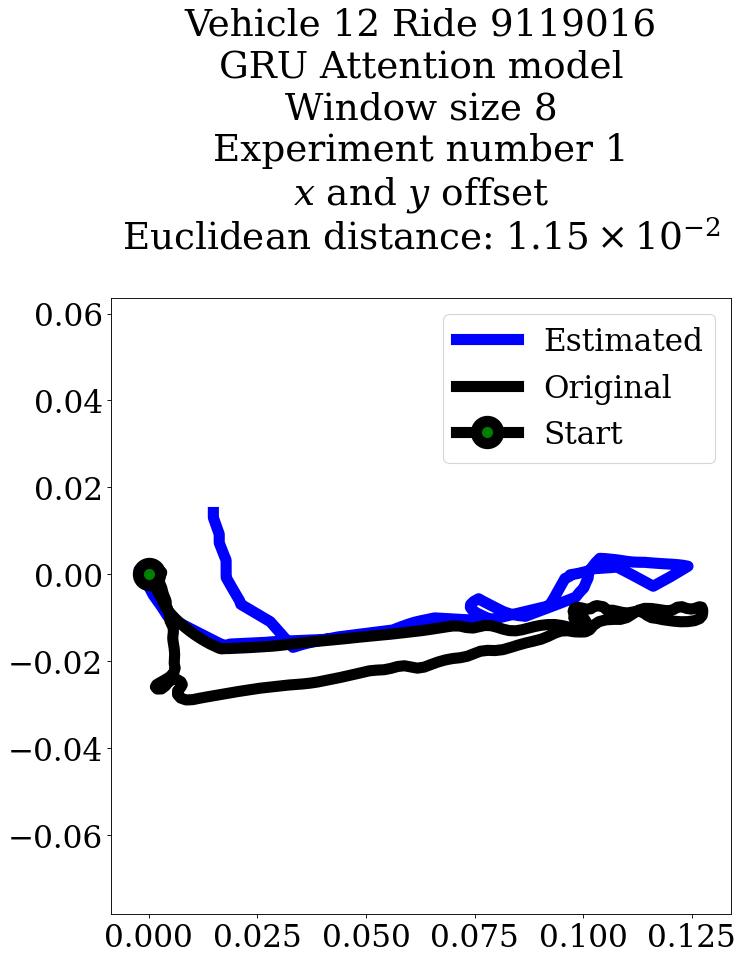 Vehicle 12 Ride 9119016
GRU Attention model
Window size 8
Experiment number 1
x and y offset
Euclidean distance: 1.15 × 10⁻²
0.06
0.04
0.02
0.00
−0.02
−0.04
−0.06
Estimated
Original
Start
0.000 0.025 0.050 0.075 0.100 0.125